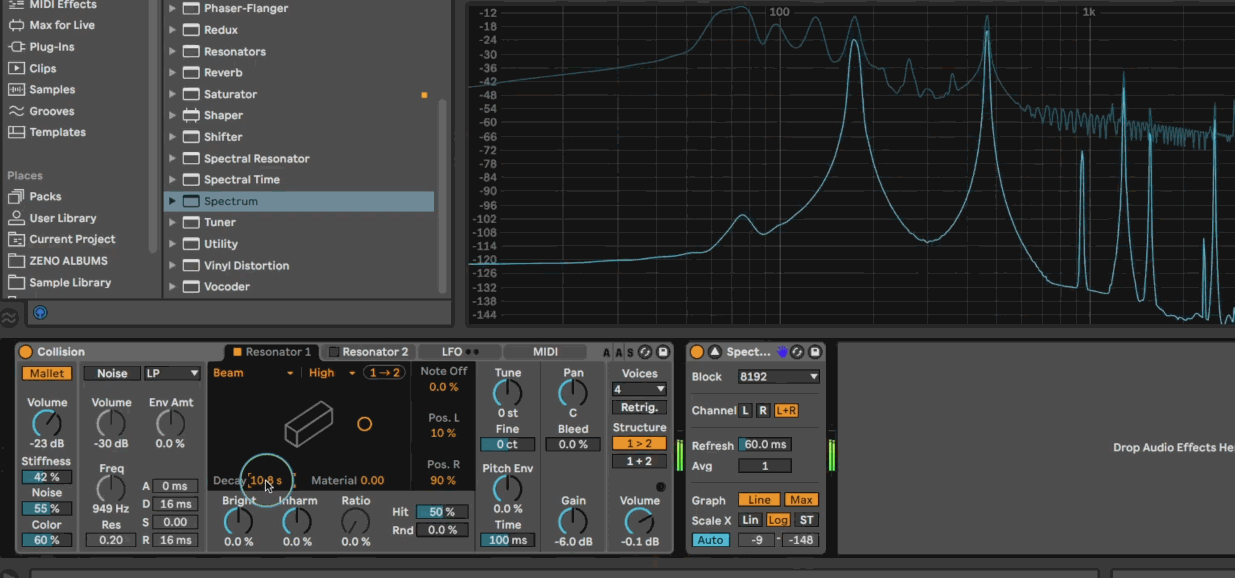 MIDI Effects
Max for Live
Plug-Ins
Clips
Samples
Grooves
Templates
Places
Packs
User Library
Current Project
ZENO ALBUMS
Sample Library
Phaser-Flanger
Redux
Resonators
Reverb
Saturator
Shaper
Shifter
Spectral Resonator
Spectral Time
Spectrum
Tuner
Utility
Vinyl Distortion
Vocoder
100 1k
-12
-18
-24
-30
-36
-42
-48
-54
-60
-66
-72
-78
-84
-90
-96
-102
-108
-114
-120
-126
-132
-138
-144
Collision
Resonator 1 Resonator 2 LFO MIDI A A S
Mallet
Volume
-23 dB
Stiffness
42 %
Noise
55 %
Color
60 %
Noise LP
Volume Env Amt
-30 dB 0.0 %
Freq
949 Hz
Res
0.20
A 0 ms
D 16 ms
S 0.00
R 16 ms
Beam High 1→2
Decay 10.8 s Material 0.00
Note Off
0.0 %
Pos. L
10 %
Pos. R
90 %
Bright Inharm Ratio
0.0 % 0.0 % 0.0 %
Hit 50 %
Rnd 0.0 %
Tune
0 st
Fine
0 ct
Pitch Env
0.0 %
Time
100 ms
Pan
C
Bleed
0.0 %
Gain
-6.0 dB
Voices
4
Retrig.
Structure
1 > 2
1 + 2
Volume
-0.1 dB
Spect...
Block 8192
Channel L R L+R
Refresh 60.0 ms
Avg 1
Graph Line Max
Scale X Lin Log ST
Auto -9 - -148
Drop Audio Effects He